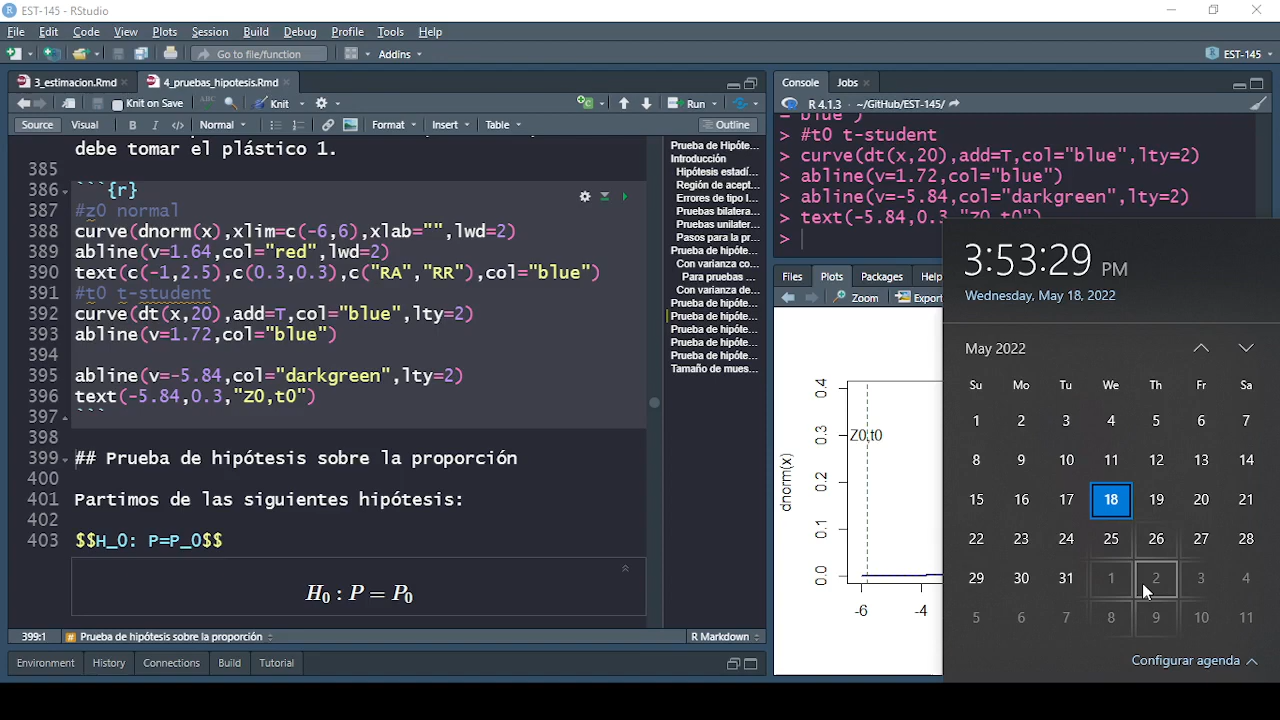 EST-145 - RStudio
File Edit Code View Plots Session Build Debug Profile Tools Help
Go to file/function Addins EST-145
3_estimacion.Rmd 4_pruebas_hipotesis.Rmd
Knit on Save ABC Knit Run
Source Visual B I Normal Format Insert Table Outline
debe tomar el plástico 1.
385
386 ```{r}
387 #z0 normal
388 curve(dnorm(x),xlim=c(-6,6),xlab="",lwd=2)
389 abline(v=1.64,col="red",lwd=2)
390 text(c(-1,2.5),c(0.3,0.3),c("RA","RR"),col="blue")
391 #t0 t-student
392 curve(dt(x,20),add=T,col="blue",lty=2)
393 abline(v=1.72,col="blue")
394
395 abline(v=-5.84,col="darkgreen",lty=2)
396 text(-5.84,0.3,"Z0,t0")
397 ```
398
399 ## Prueba de hipótesis sobre la proporción
400
401 Partimos de las siguientes hipótesis:
402
403 $$H_0: P=P_0$$
H₀ : P = P₀
399:1 # Prueba de hipótesis sobre la proporción R Markdown
Environment History Connections Build Tutorial
Prueba de Hipóte...
Introducción
Hipótesis estadí...
Región de acept...
Errores de tipo I...
Pruebas bilatera...
Pruebas unilater...
Pasos para la pr...
Prueba de hipóte...
Con varianza co...
Para pruebas ...
Con varianza de...
Prueba de hipóte...
Prueba de hipóte...
Prueba de hipóte...
Prueba de hipóte...
Prueba de hipóte...
Tamaño de mues...
Console Jobs
R 4.1.3 · ~/GitHub/EST-145/
= blue )
> #t0 t-student
> curve(dt(x,20),add=T,col="blue",lty=2)
> abline(v=1.72,col="blue")
> abline(v=-5.84,col="darkgreen",lty=2)
> text(-5.84,0.3,"Z0,t0")
>
Files Plots Packages Help
Zoom Export
dnorm(x)
0.4
0.3
0.2
0.1
0.0
Z0,t0
-6 -4
3:53:29 PM
Wednesday, May 18, 2022
May 2022
Su Mo Tu We Th Fr Sa
1 2 3 4 5 6 7
8 9 10 11 12 13 14
15 16 17 18 19 20 21
22 23 24 25 26 27 28
29 30 31 1 2 3 4
5 6 7 8 9 10 11
Configurar agenda